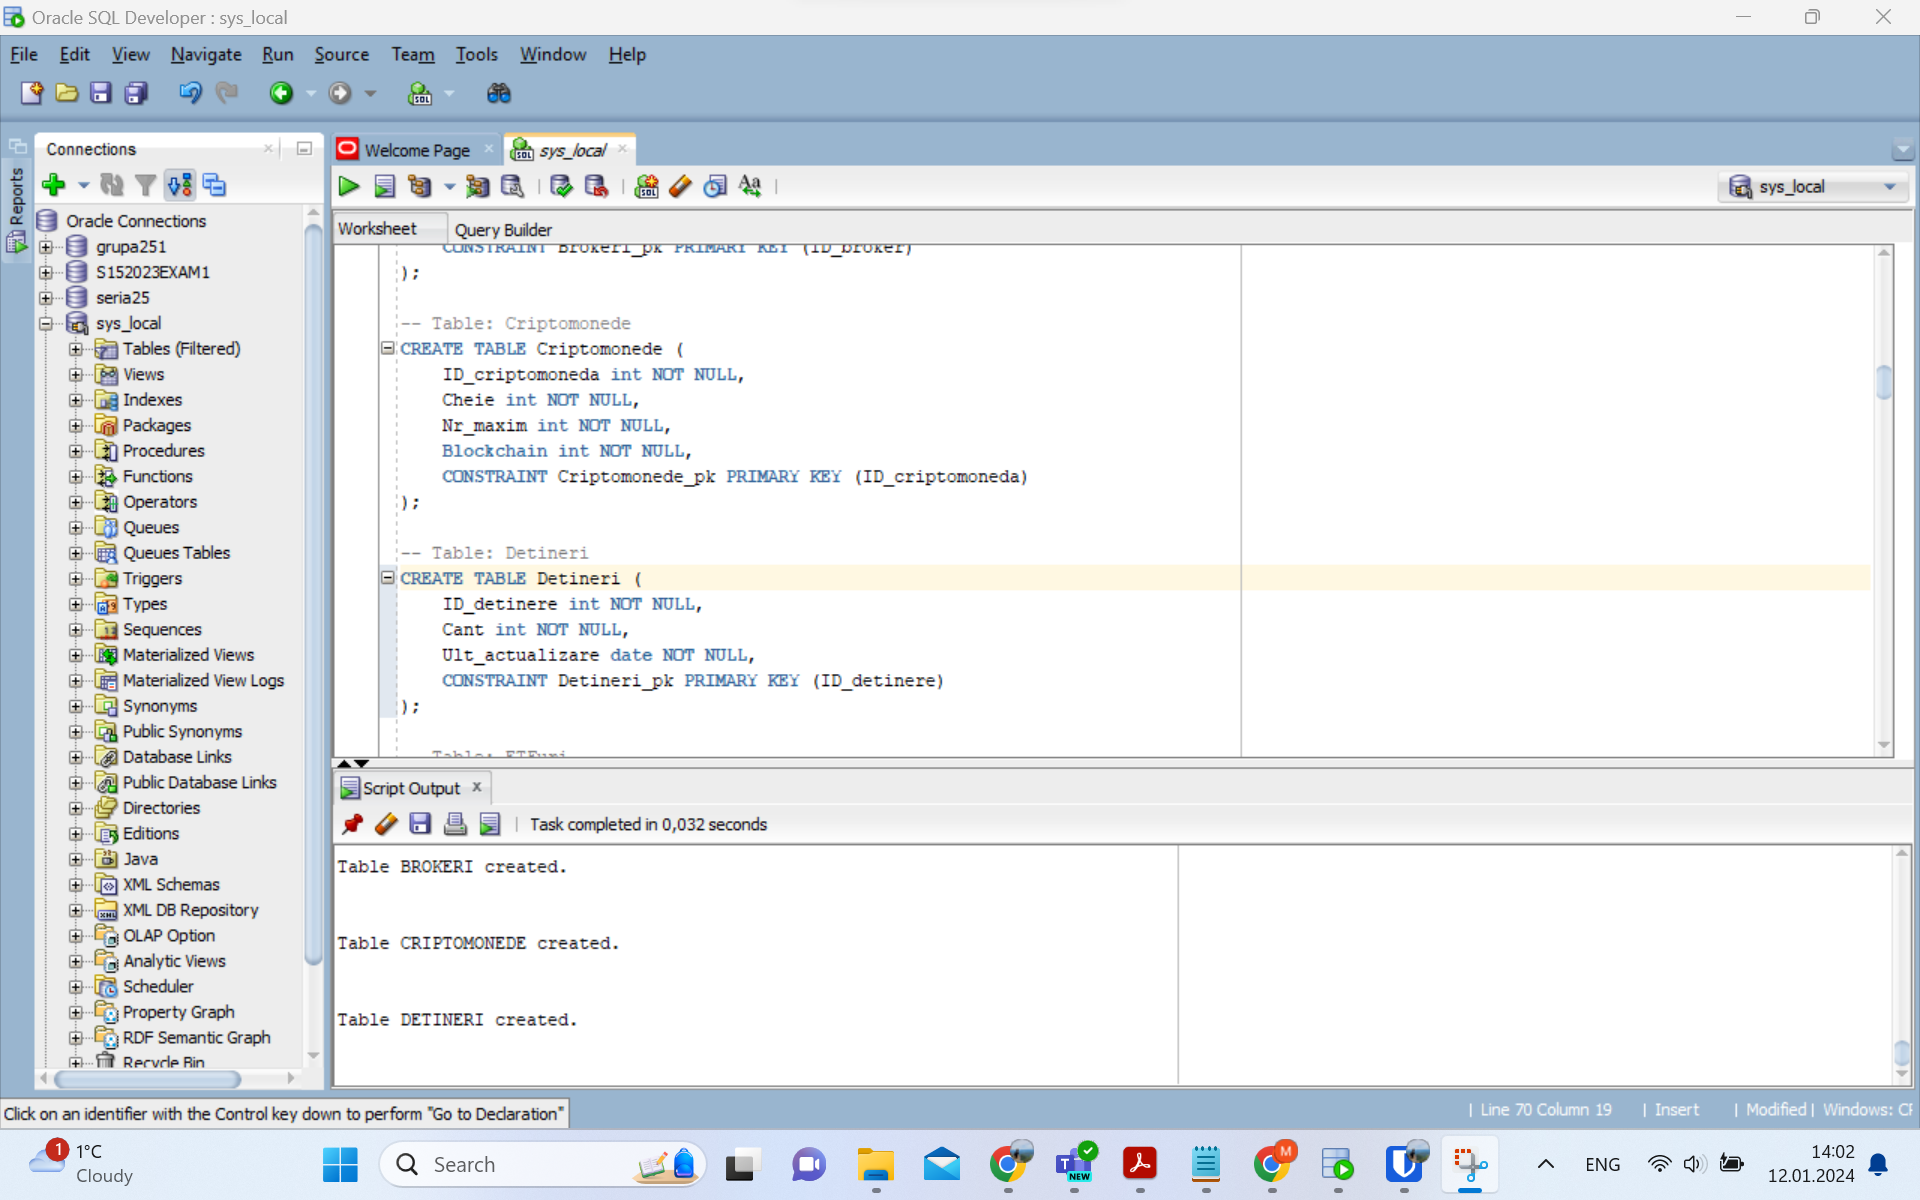 Oracle SQL Developer : sys_local
File Edit View Navigate Run Source Team Tools Window Help
Reports
Connections
Oracle Connections
grupa251
S152023EXAM1
seria25
sys_local
Tables (Filtered)
Views
Indexes
Packages
Procedures
Functions
Operators
Queues
Queues Tables
Triggers
Types
Sequences
Materialized Views
Materialized View Logs
Synonyms
Public Synonyms
Database Links
Public Database Links
Directories
Editions
Java
XML Schemas
XML DB Repository
OLAP Option
Analytic Views
Scheduler
Property Graph
RDF Semantic Graph
Recycle Bin
Welcome Page
sys_local
sys_local
Worksheet Query Builder
CONSTRAINT Brokeri_pk PRIMARY KEY (ID_broker)
);
-- Table: Criptomonede
CREATE TABLE Criptomonede (
ID_criptomoneda int NOT NULL,
Cheie int NOT NULL,
Nr_maxim int NOT NULL,
Blockchain int NOT NULL,
CONSTRAINT Criptomonede_pk PRIMARY KEY (ID_criptomoneda)
);
-- Table: Detineri
CREATE TABLE Detineri (
ID_detinere int NOT NULL,
Cant int NOT NULL,
Ult_actualizare date NOT NULL,
CONSTRAINT Detineri_pk PRIMARY KEY (ID_detinere)
);
Table: ETFuri
Script Output
Task completed in 0,032 seconds
Table BROKERI created.
Table CRIPTOMONEDE created.
Table DETINERI created.
Click on an identifier with the Control key down to perform "Go to Declaration"
| Line 70 Column 19 | Insert | Modified | Windows: CF
1
1°C
Cloudy
Search
NEW
M
ENG
14:02
12.01.2024